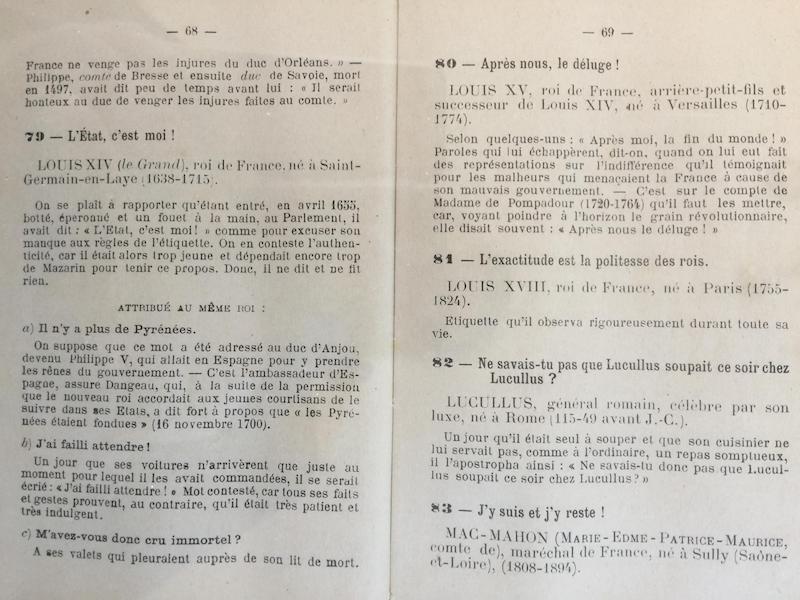 — 68 —
France ne venge pas les injures du duc d'Orléans. » —
Philippe, comte de Bresse et ensuite duc de Savoie, mort
en 1497, avait dit peu de temps avant lui : « Il serait
honteux au duc de venger les injures faites au comte. »
79 — L'État, c'est moi !
LOUIS XIV (le Grand), roi de France, né à Saint-
Germain-en-Laye (1638-1715).
On se plaît à rapporter qu'étant entré, en avril 1655,
botté, éperonné et un fouet à la main, au Parlement, il
avait dit : « L'Etat, c'est moi ! » comme pour excuser son
manque aux règles de l'étiquette. On en conteste l'authen-
ticité, car il était alors trop jeune et dépendait encore trop
de Mazarin pour tenir ce propos. Donc, il ne dit et ne fit
rien.
ATTRIBUÉ AU MÊME ROI :
a) Il n'y a plus de Pyrénées.
On suppose que ce mot a été adressé au duc d'Anjou,
devenu Philippe V, qui allait en Espagne pour y prendre
les rênes du gouvernement. — C'est l'ambassadeur d'Es-
pagne, assure Dangeau, qui, à la suite de la permission
que le nouveau roi accordait aux jeunes courtisans de le
suivre dans ses Etats, a dit fort à propos que « les Pyré-
nées étaient fondues » (16 novembre 1700).
b) J'ai failli attendre !
Un jour que ses voitures n'arrivèrent que juste au
moment pour lequel il les avait commandées, il se serait
écrié : « J'ai failli attendre ! » Mot contesté, car tous ses faits
et gestes prouvent, au contraire, qu'il était très patient et
très indulgent.
c) M'avez-vous donc cru immortel ?
A ses valets qui pleuraient auprès de son lit de mort.
— 69 —
80 — Après nous, le déluge !
LOUIS XV, roi de France, arrière-petit-fils et
successeur de Louis XIV, né à Versailles (1710-
1774).
Selon quelques-uns : « Après moi, la fin du monde ! »
Paroles qui lui échappèrent, dit-on, quand on lui eut fait
des représentations sur l'indifférence qu'il témoignait
pour les malheurs qui menaçaient la France à cause de
son mauvais gouvernement. — C'est sur le compte de
Madame de Pompadour (1720-1764) qu'il faut les mettre,
car, voyant poindre à l'horizon le grain révolutionnaire,
elle disait souvent : « Après nous le déluge ! »
81 — L'exactitude est la politesse des rois.
LOUIS XVIII, roi de France, né à Paris (1755-
1824).
Etiquette qu'il observa rigoureusement durant toute sa
vie.
82 — Ne savais-tu pas que Lucullus soupait ce soir chez
Lucullus ?
LUCULLUS, général romain, célèbre par son
luxe, né à Rome (115-49 avant J.-C.).
Un jour qu'il était seul à souper et que son cuisinier ne
lui servait pas, comme à l'ordinaire, un repas somptueux,
il l'apostropha ainsi : « Ne savais-tu donc pas que Lucul-
lus soupait ce soir chez Lucullus ? »
83 — J'y suis et j'y reste !
MAC-MAHON (MARIE-EDME-PATRICE-MAURICE,
comte de), maréchal de France, né à Sully (Saône-
et-Loire), (1808-1894).